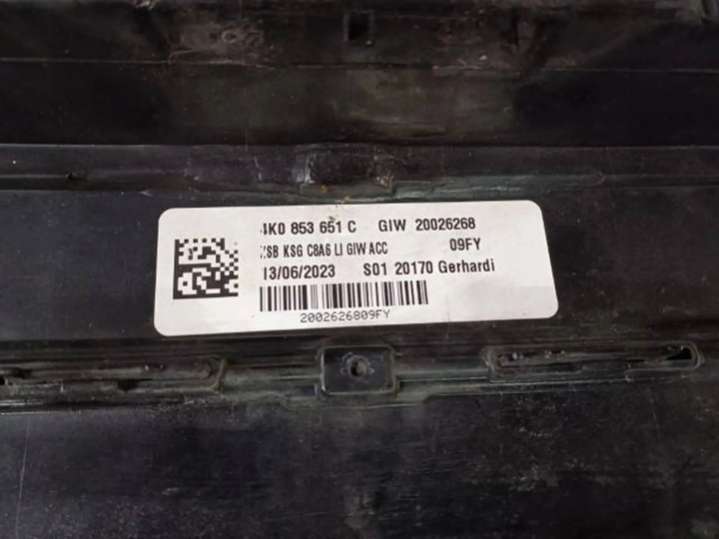 4K0 853 651 C GIW 20026268
KSG C8A6 LI GIW ACC 09FY
13/06/2023 S01 20170 Gerhardi
2002626809FY